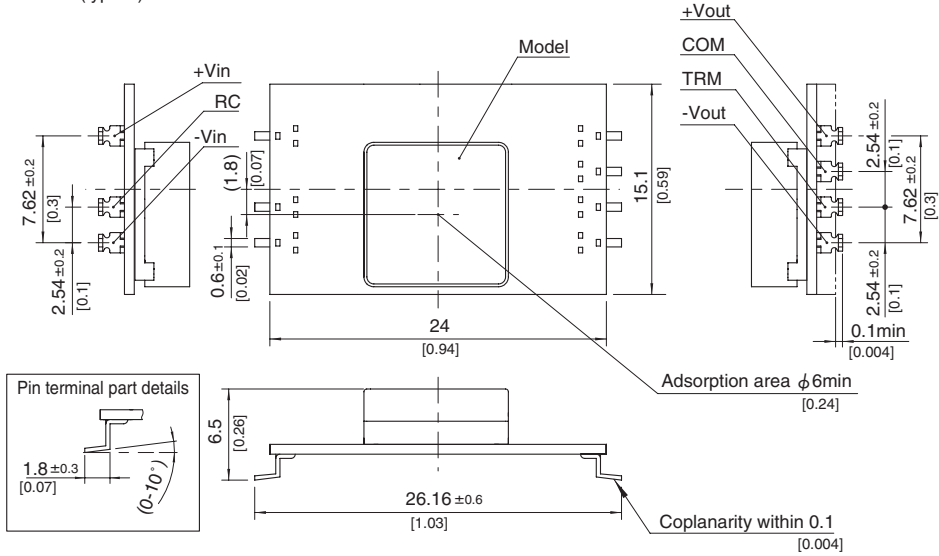 +Vin
RC
-Vin
7.62 ±0.2
[0.3]
2.54 ±0.2
[0.1]
Model
(1.8)
[0.07]
0.6 ±0.1
[0.02]
15.1
[0.59]
24
[0.94]
+Vout
COM
TRM
-Vout
2.54 ±0.2
[0.1]
7.62 ±0.2
[0.3]
2.54 ±0.2
[0.1]
0.1min
[0.004]
Adsorption area ϕ6min
[0.24]
Pin terminal part details
1.8 ±0.3
[0.07]
(0-10°)
6.5
[0.26]
26.16 ±0.6
[1.03]
Coplanarity within 0.1
[0.004]